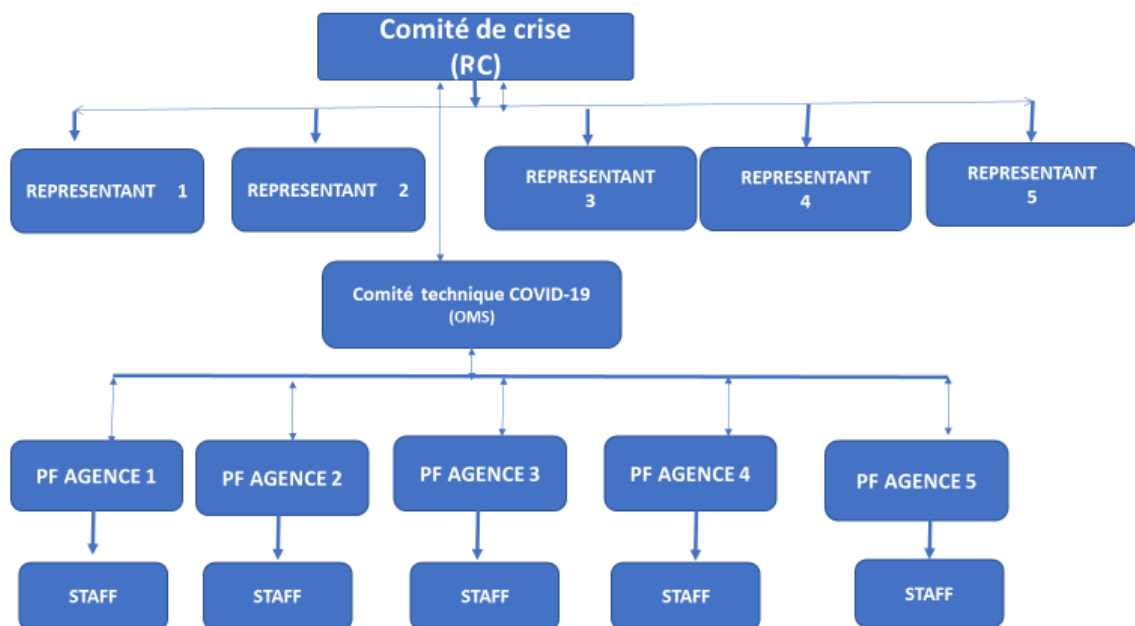 Comité de crise
(RC)
REPRESENTANT 1
REPRESENTANT 2
REPRESENTANT
3
REPRESENTANT
4
REPRESENTANT
5
Comité technique COVID-19
(OMS)
PF AGENCE 1
PF AGENCE 2
PF AGENCE 3
PF AGENCE 4
PF AGENCE 5
STAFF
STAFF
STAFF
STAFF
STAFF